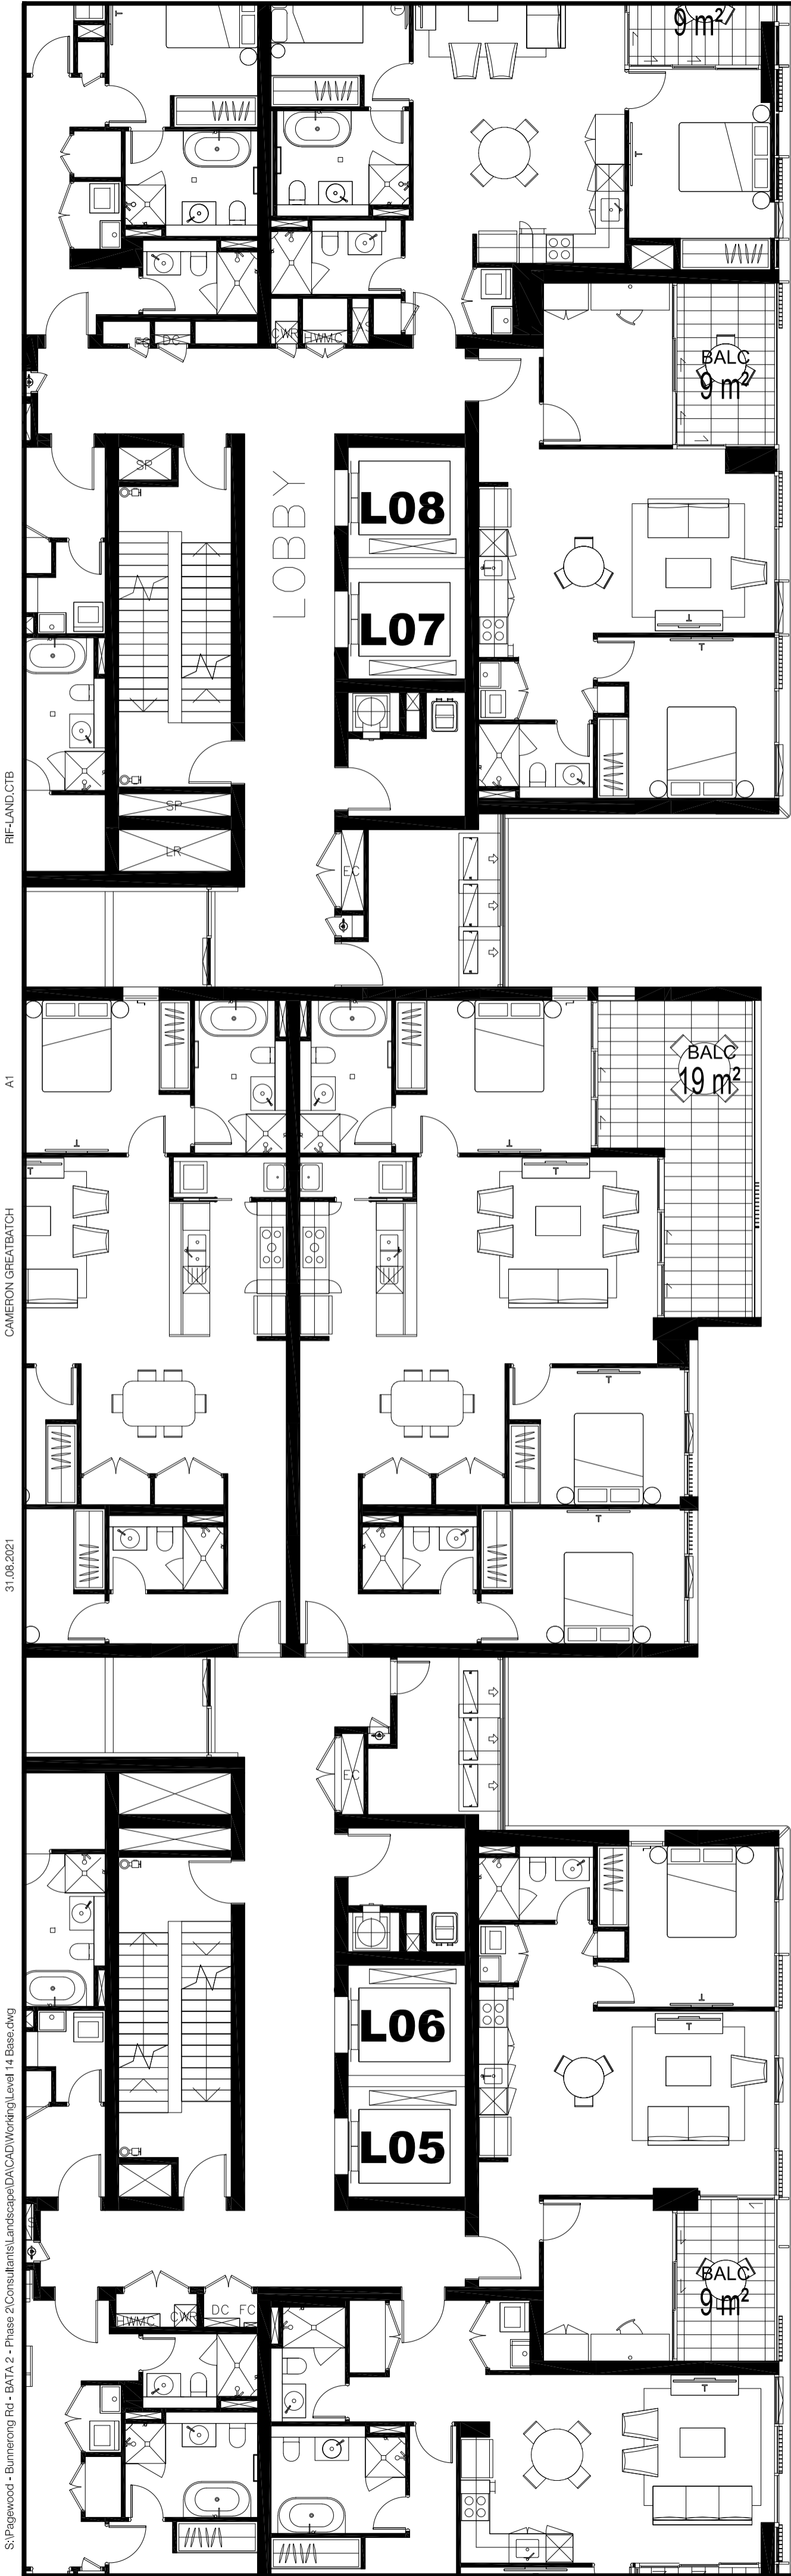 9 m²
FC DC
CWR
HWMC
BALC
9 m²
SP
LOBBY
L08
L07
SP
LR
EC
RIF-LAND.CTB
A1
CAMERON GREATBATCH
31.08.2021
S:\Pagewood - Bunnerong Rd - BATA 2 - Phase 2\Consultants\Landscape\DA\CAD\Working\Level 14 Base.dwg
BALC
19 m²
T
T
T
T
EC
L06
L05
T
BALC
9 m²
HWMC
CWR
DC FC
T